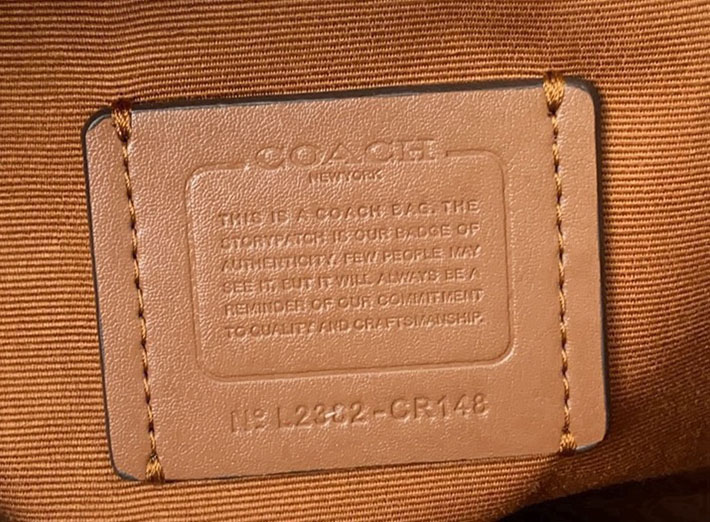 COACH
NEW YORK
THIS IS A COACH BAG. THE
STORYPATCH IS OUR BADGE OF
AUTHENTICITY. FEW PEOPLE MAY
SEE IT, BUT IT WILL ALWAYS BE A
REMINDER OF OUR COMMITMENT
TO QUALITY AND CRAFTSMANSHIP.
Nº L2382-CR148